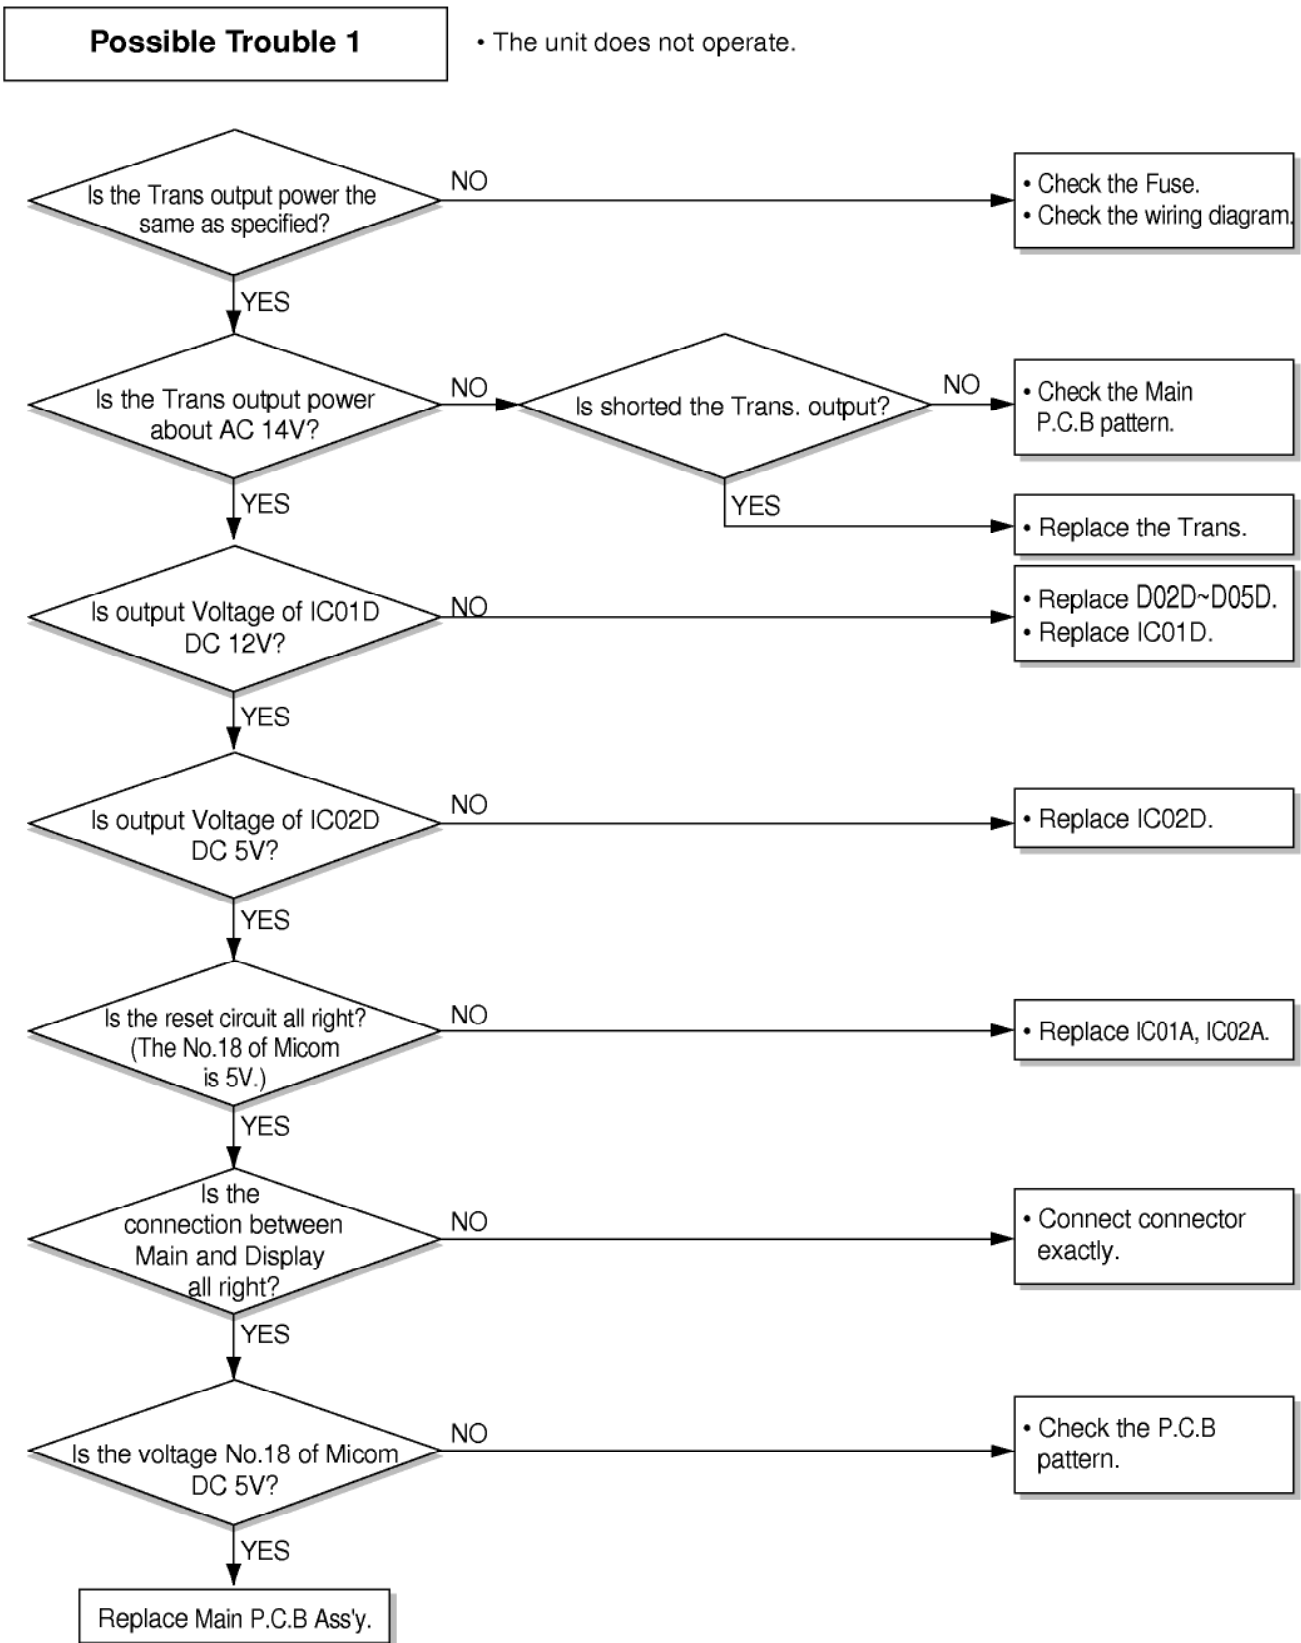 Possible Trouble 1
• The unit does not operate.
Is the Trans output power the
same as specified?
NO
• Check the Fuse.
• Check the wiring diagram.
YES
Is the Trans output power
about AC 14V?
NO
Is shorted the Trans. output?
NO
• Check the Main
P.C.B pattern.
YES
• Replace the Trans.
YES
Is output Voltage of IC01D
DC 12V?
NO
• Replace D02D~D05D.
• Replace IC01D.
YES
Is output Voltage of IC02D
DC 5V?
NO
• Replace IC02D.
YES
Is the reset circuit all right?
(The No.18 of Micom
is 5V.)
NO
• Replace IC01A, IC02A.
YES
Is the
connection between
Main and Display
all right?
NO
• Connect connector
exactly.
YES
Is the voltage No.18 of Micom
DC 5V?
NO
• Check the P.C.B
pattern.
YES
Replace Main P.C.B Ass'y.